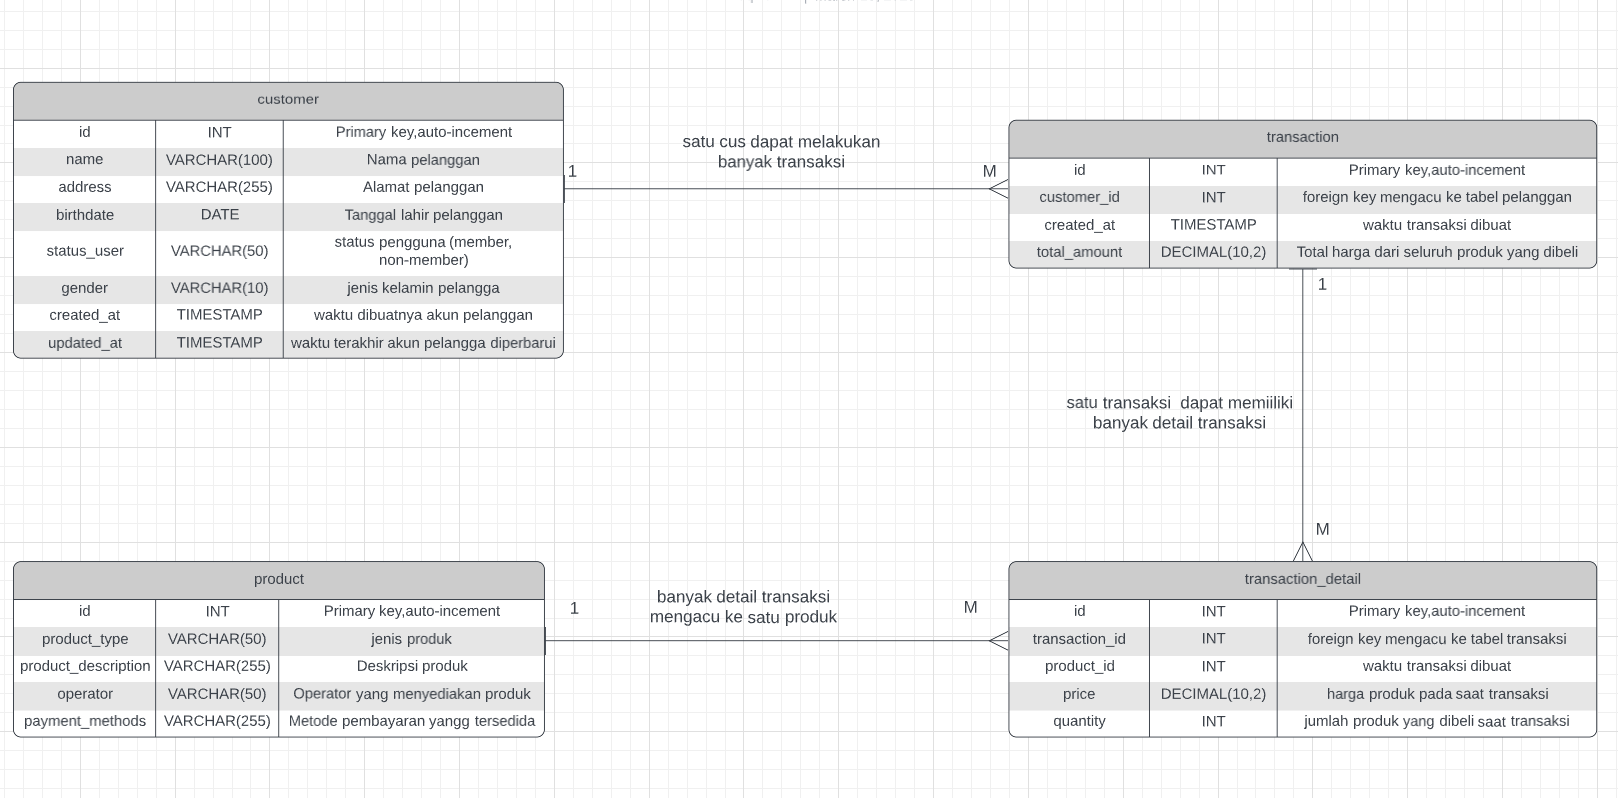 customer
id INT Primary key,auto-incement
name VARCHAR(100) Nama pelanggan
address VARCHAR(255) Alamat pelanggan
birthdate DATE Tanggal lahir pelanggan
status_user VARCHAR(50) status pengguna (member,
non-member)
gender VARCHAR(10) jenis kelamin pelangga
created_at TIMESTAMP waktu dibuatnya akun pelanggan
updated_at TIMESTAMP waktu terakhir akun pelangga diperbarui
1
satu cus dapat melakukan
banyak transaksi
M
transaction
id INT Primary key,auto-incement
customer_id INT foreign key mengacu ke tabel pelanggan
created_at TIMESTAMP waktu transaksi dibuat
total_amount DECIMAL(10,2) Total harga dari seluruh produk yang dibeli
1
satu transaksi dapat memiiliki
banyak detail transaksi
M
product
id INT Primary key,auto-incement
product_type VARCHAR(50) jenis produk
product_description VARCHAR(255) Deskripsi produk
operator VARCHAR(50) Operator yang menyediakan produk
payment_methods VARCHAR(255) Metode pembayaran yangg tersedida
1
banyak detail transaksi
mengacu ke satu produk
M
transaction_detail
id INT Primary key,auto-incement
transaction_id INT foreign key mengacu ke tabel transaksi
product_id INT waktu transaksi dibuat
price DECIMAL(10,2) harga produk pada saat transaksi
quantity INT jumlah produk yang dibeli saat transaksi